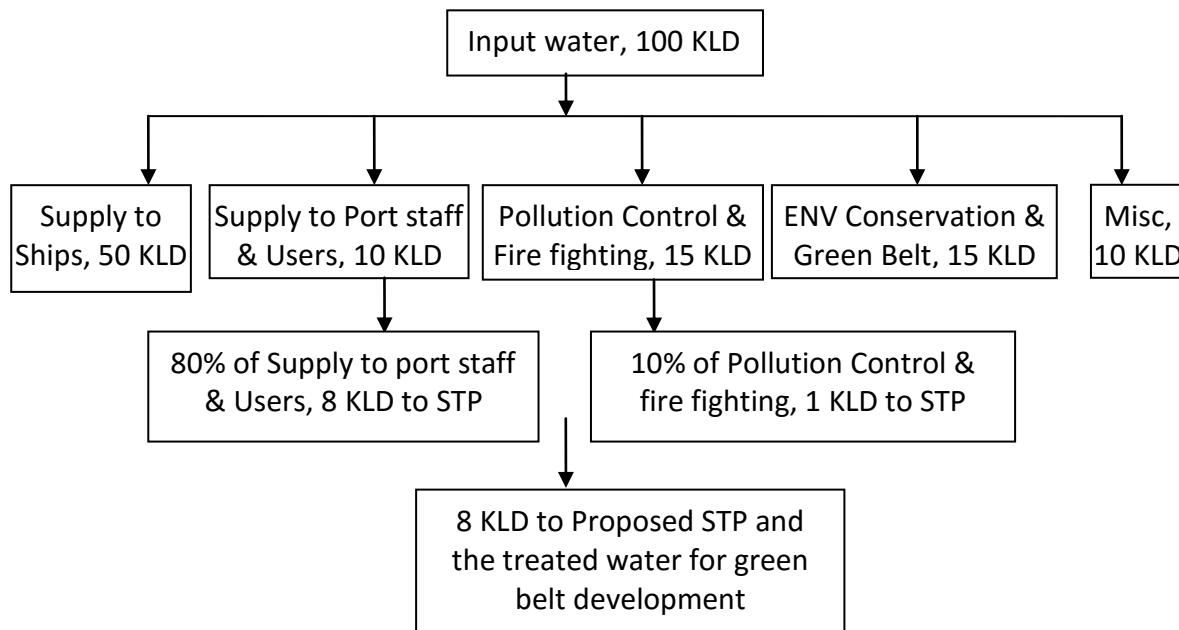 Input water, 100 KLD
Supply to
Ships, 50 KLD
Supply to Port staff
& Users, 10 KLD
Pollution Control &
Fire fighting, 15 KLD
ENV Conservation &
Green Belt, 15 KLD
Misc,
10 KLD
80% of Supply to port staff
& Users, 8 KLD to STP
10% of Pollution Control &
fire fighting, 1 KLD to STP
8 KLD to Proposed STP and
the treated water for green
belt development